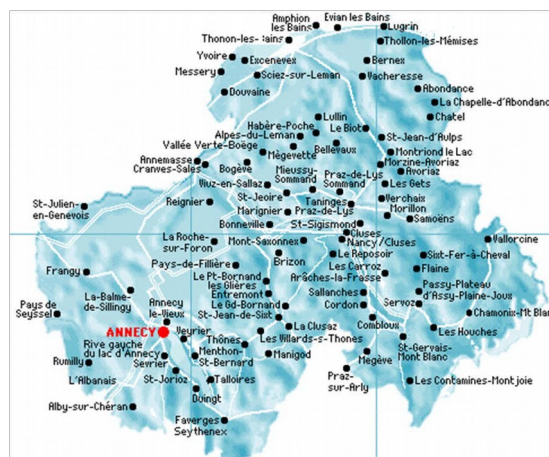 Amphion
les Bains
Evian les Bains
Lugrin
Thonon-les-Bains
Thollon-les-Mémises
Yvoire
Excenevex
Bernex
Messery
Sciez-sur-Leman
Vacheresse
Douvaine
Abondance
La Chapelle-d'Abondanc
Lullin
Chatel
Habère-Poche
Le Biot
Alpes-du-Leman
St-Jean-d'Aulps
Vallée Verte-Boëge
Bellevaux
Montriond le Lac
Mègevette
Annemasse
Morzine-Avoriaz
Cranves-Sales
Bogève
Mieussy-
Sommand
Praz-de-Lys
Sommand
Avoriaz
Viuz-en-Sallaz
Les Gets
St-Julien-
en-Genevois
Reignier
St-Jeoire
Taninges
Verchaix
Marignier
Praz-de-Lys
Morillon
Samoëns
Bonneville
St-Sigismond
Cluses
La Roche-
sur-Foron
Mont-Saxonnex
Nancy/Cluses
Vallorcine
Brizon
Le Reposoir
Sixt-Fer-à-Cheval
Frangy
Pays-de-Fillière
Les Carroz
Flaine
Arâches-la-Frasse
Le Pt-Bornand
les Glières
Passy-Plateau
d'Assy-Plaine-Joux
La-Balme-
de-Sillingy
Entremont
Sallanches
Servoz
Pays de
Seyssel
Annecy
le-Vieux
Le Gd-Bornand
Cordon
Chamonix-Mt Blanc
St-Jean-de-Sixt
ANNECY
Veyrier
La Clusaz
Combloux
Les Houches
Rive gauche
du lac d'Annecy
Thônes
Les Villards-s-Thones
St-Gervais-
Mont Blanc
Rumilly
Menthon-
St-Bernard
Manigod
Megève
Sevrier
L'Albanais
St-Jorioz
Talloires
Praz-
sur-Arly
Les Contamines-Montjoie
Duingt
Alby-sur-Chéran
Faverges
Seythenex